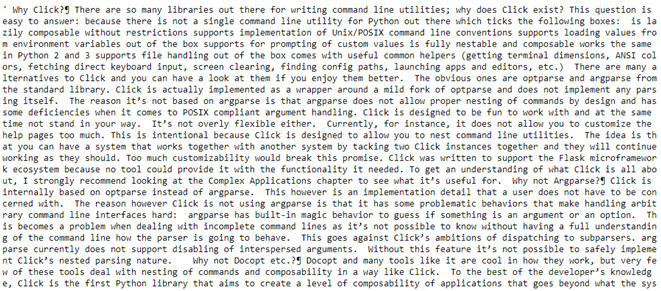 ` Why Click?¶ There are so many libraries out there for writing command line utilities; why does Click exist? This question is
easy to answer: because there is not a single command line utility for Python out there which ticks the following boxes:  is la
zily composable without restrictions supports implementation of Unix/POSIX command line conventions supports loading values fro
m environment variables out of the box supports for prompting of custom values is fully nestable and composable works the same
in Python 2 and 3 supports file handling out of the box comes with useful common helpers (getting terminal dimensions, ANSI col
ors, fetching direct keyboard input, screen clearing, finding config paths, launching apps and editors, etc.)  There are many a
lternatives to Click and you can have a look at them if you enjoy them better.  The obvious ones are optparse and argparse from
the standard library. Click is actually implemented as a wrapper around a mild fork of optparse and does not implement any pars
ing itself.  The reason it's not based on argparse is that argparse does not allow proper nesting of commands by design and has
some deficiencies when it comes to POSIX compliant argument handling. Click is designed to be fun to work with and at the same
time not stand in your way.  It's not overly flexible either.  Currently, for instance, it does not allow you to customize the
help pages too much. This is intentional because Click is designed to allow you to nest command line utilities.  The idea is th
at you can have a system that works together with another system by tacking two Click instances together and they will continue
working as they should. Too much customizability would break this promise. Click was written to support the Flask microframewor
k ecosystem because no tool could provide it with the functionality it needed. To get an understanding of what Click is all abo
ut, I strongly recommend looking at the Complex Applications chapter to see what it's useful for.  Why not Argparse?¶ Click is
internally based on optparse instead of argparse.  This however is an implementation detail that a user does not have to be con
cerned with.  The reason however Click is not using argparse is that it has some problematic behaviors that make handling arbit
rary command line interfaces hard:  argparse has built-in magic behavior to guess if something is an argument or an option.  Th
is becomes a problem when dealing with incomplete command lines as it's not possible to know without having a full understandin
g of the command line how the parser is going to behave.  This goes against Click's ambitions of dispatching to subparsers. arg
parse currently does not support disabling of interspersed arguments.  Without this feature it's not possible to safely impleme
nt Click's nested parsing nature.    Why not Docopt etc.?¶ Docopt and many tools like it are cool in how they work, but very fe
w of these tools deal with nesting of commands and composability in a way like Click.  To the best of the developer's knowledg
e, Click is the first Python library that aims to create a level of composability of applications that goes beyond what the sys